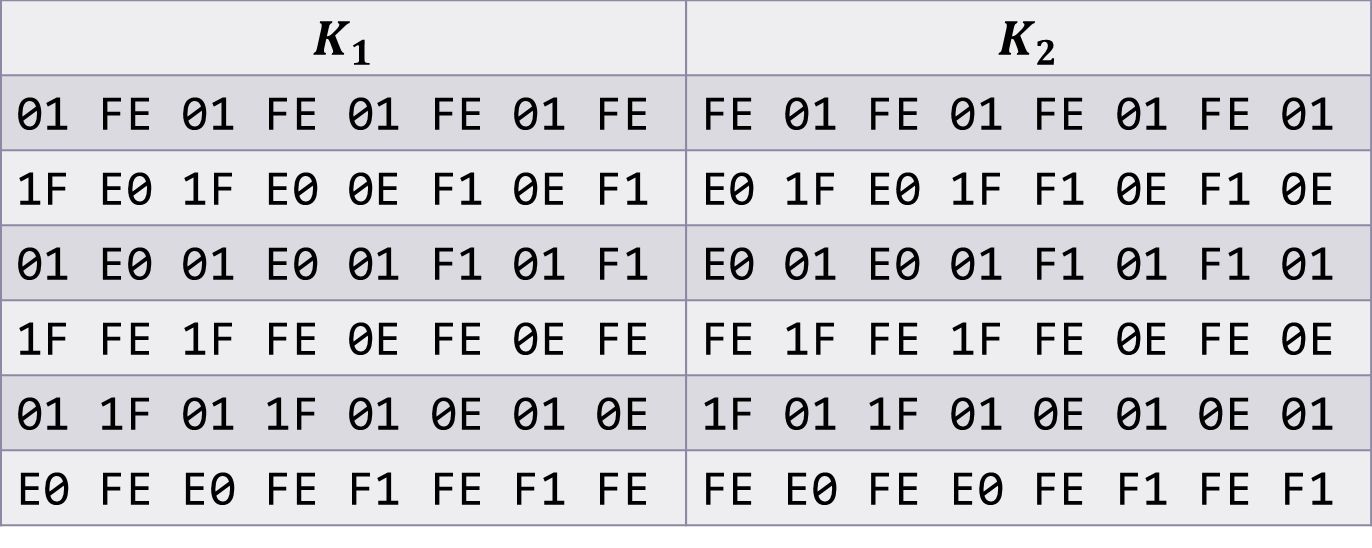 K1 K2
01 FE 01 FE 01 FE 01 FE FE 01 FE 01 FE 01 FE 01
1F E0 1F E0 0E F1 0E F1 E0 1F E0 1F F1 0E F1 0E
01 E0 01 E0 01 F1 01 F1 E0 01 E0 01 F1 01 F1 01
1F FE 1F FE 0E FE 0E FE FE 1F FE 1F FE 0E FE 0E
01 1F 01 1F 01 0E 01 0E 1F 01 1F 01 0E 01 0E 01
E0 FE E0 FE F1 FE F1 FE FE E0 FE E0 FE F1 FE F1